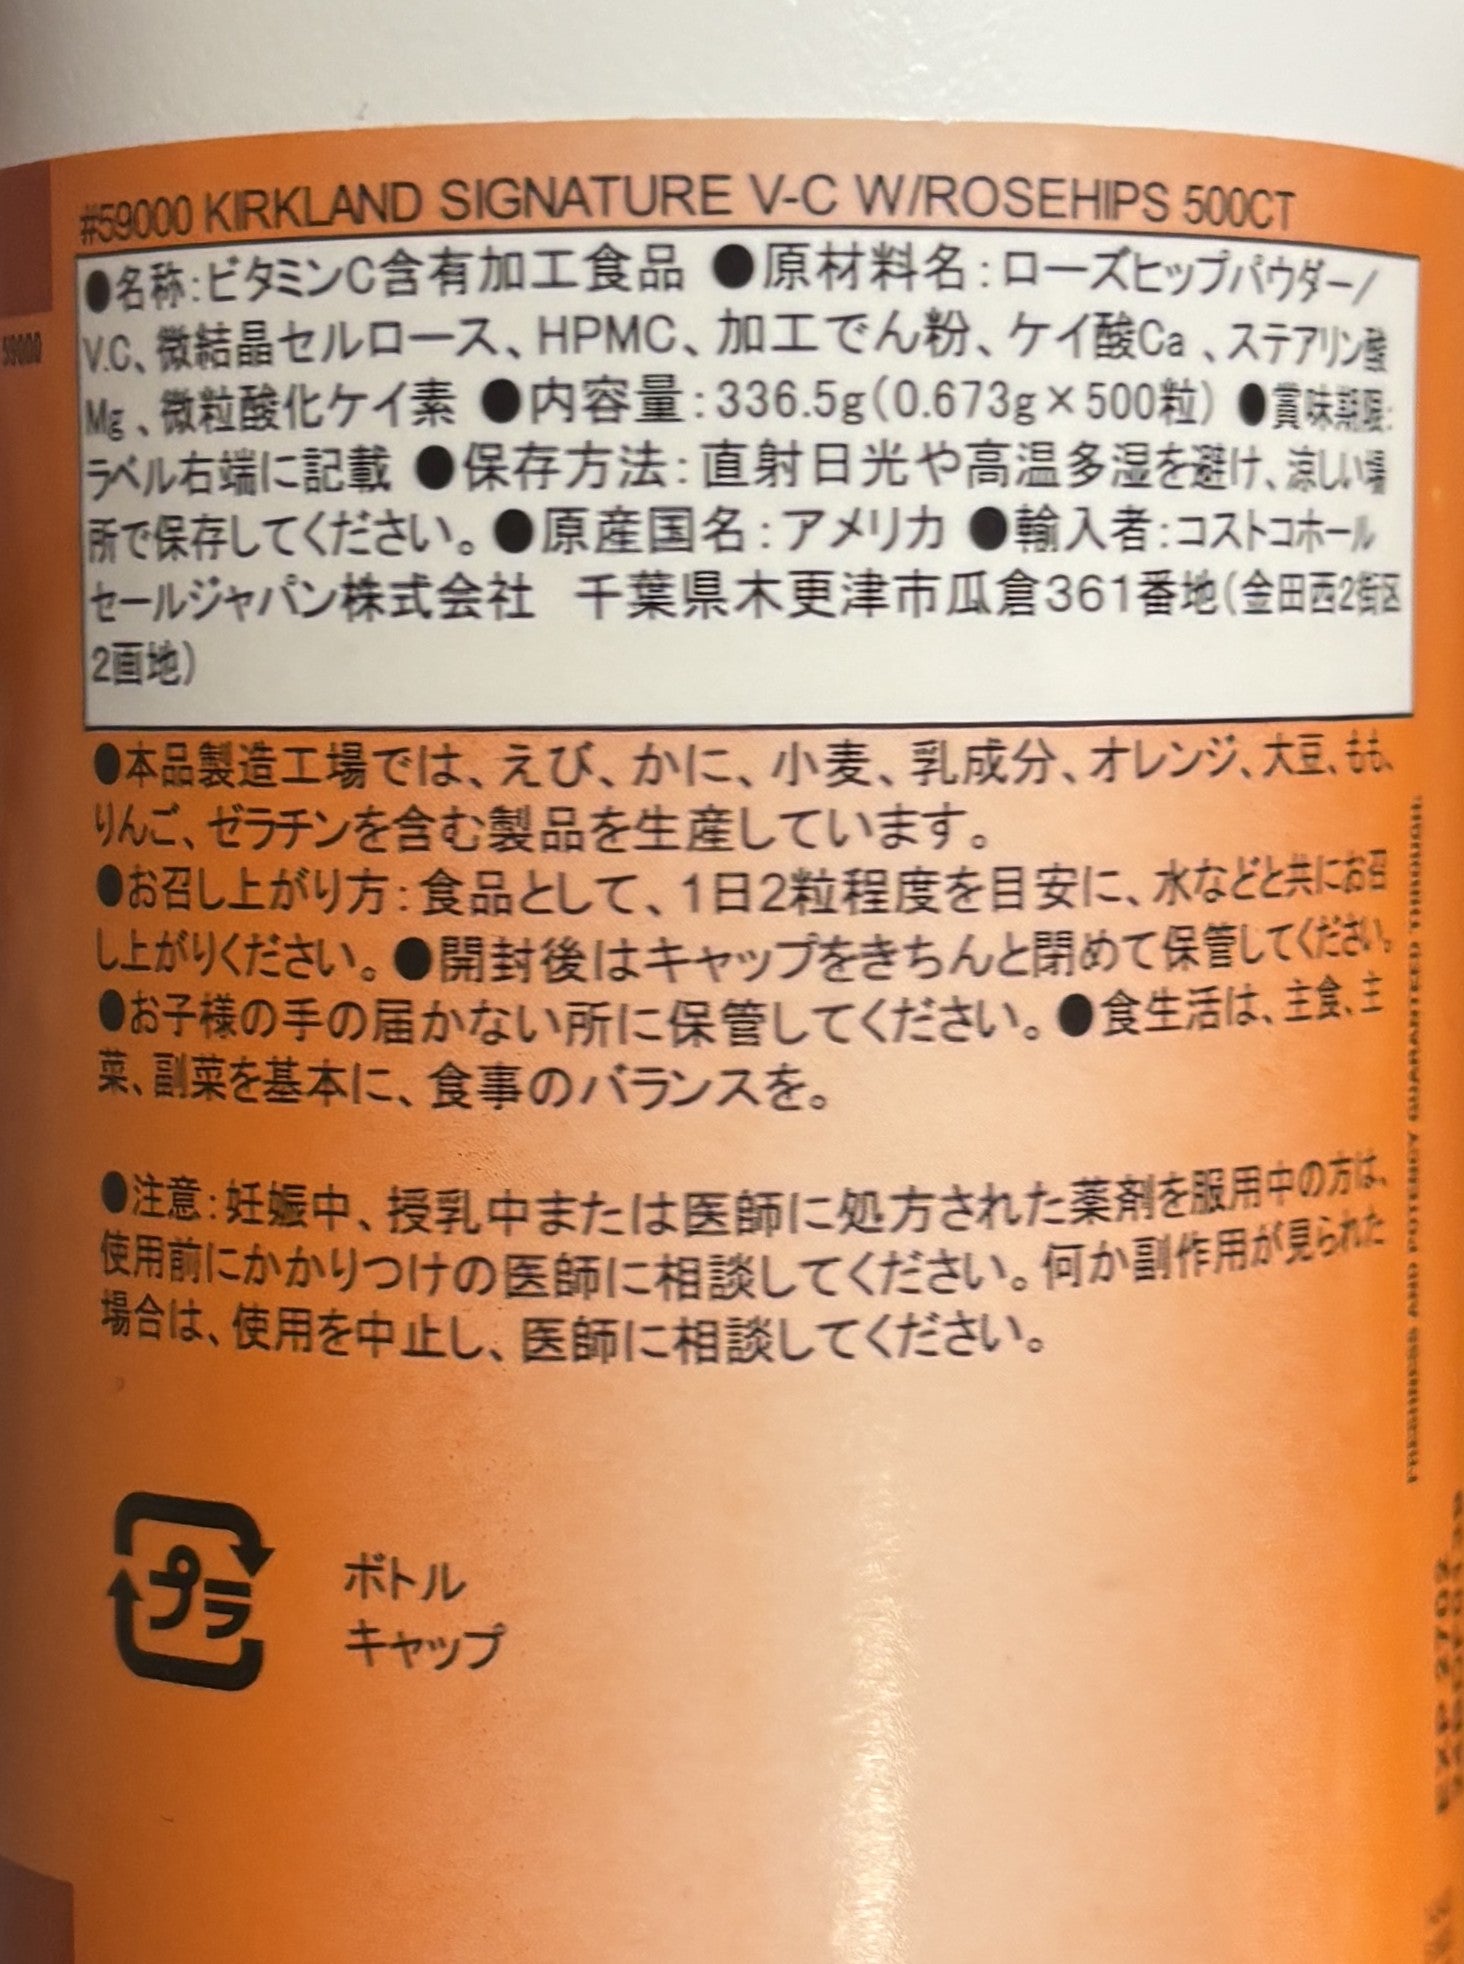 #59000 KIRKLAND SIGNATURE V-C W/ROSEHIPS 500CT
●名称:ビタミンC含有加工食品 ●原材料名:ローズヒップパウダー/
V.C、微結晶セルロース、HPMC、加工でん粉、ケイ酸Ca、ステアリン酸
Mg、微粒酸化ケイ素 ●内容量:336.5g(0.673g×500粒) ●賞味期限:
ラベル右端に記載 ●保存方法:直射日光や高温多湿を避け、涼しい場
所で保存してください。●原産国名:アメリカ ●輸入者:コストコホール
セールジャパン株式会社 千葉県木更津市瓜倉361番地(金田西2街区
2画地)
●本品製造工場では、えび、かに、小麦、乳成分、オレンジ、大豆、もも、
りんご、ゼラチンを含む製品を生産しています。
●お召し上がり方:食品として、1日2粒程度を目安に、水などと共にお召
し上がりください。●開封後はキャップをきちんと閉めて保管してください。
●お子様の手の届かない所に保管してください。●食生活は、主食、主
菜、副菜を基本に、食事のバランスを。
●注意:妊娠中、授乳中または医師に処方された薬剤を服用中の方は、
使用前にかかりつけの医師に相談してください。何か副作用が見られた
場合は、使用を中止し、医師に相談してください。
プラ
ボトル
キャップ
59000